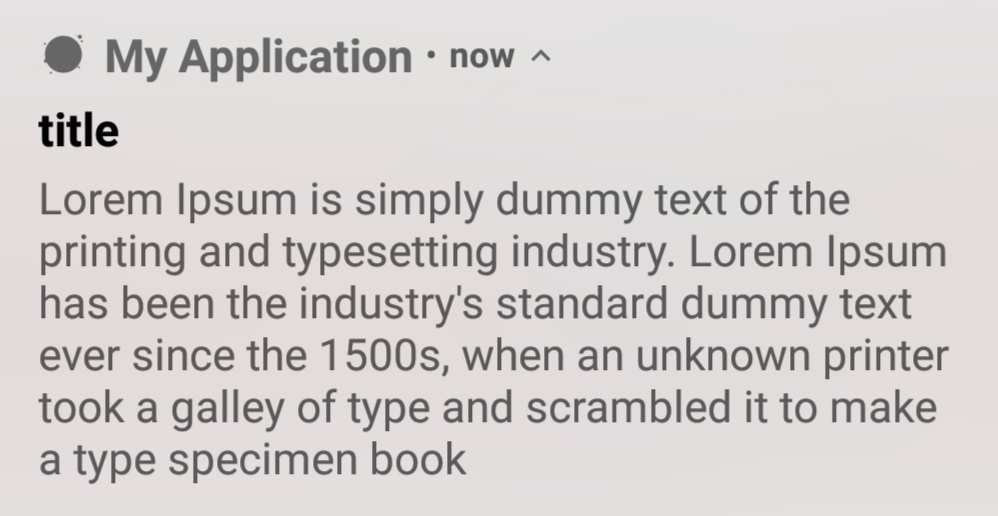 My Application · now
title
Lorem Ipsum is simply dummy text of the
printing and typesetting industry. Lorem Ipsum
has been the industry's standard dummy text
ever since the 1500s, when an unknown printer
took a galley of type and scrambled it to make
a type specimen book